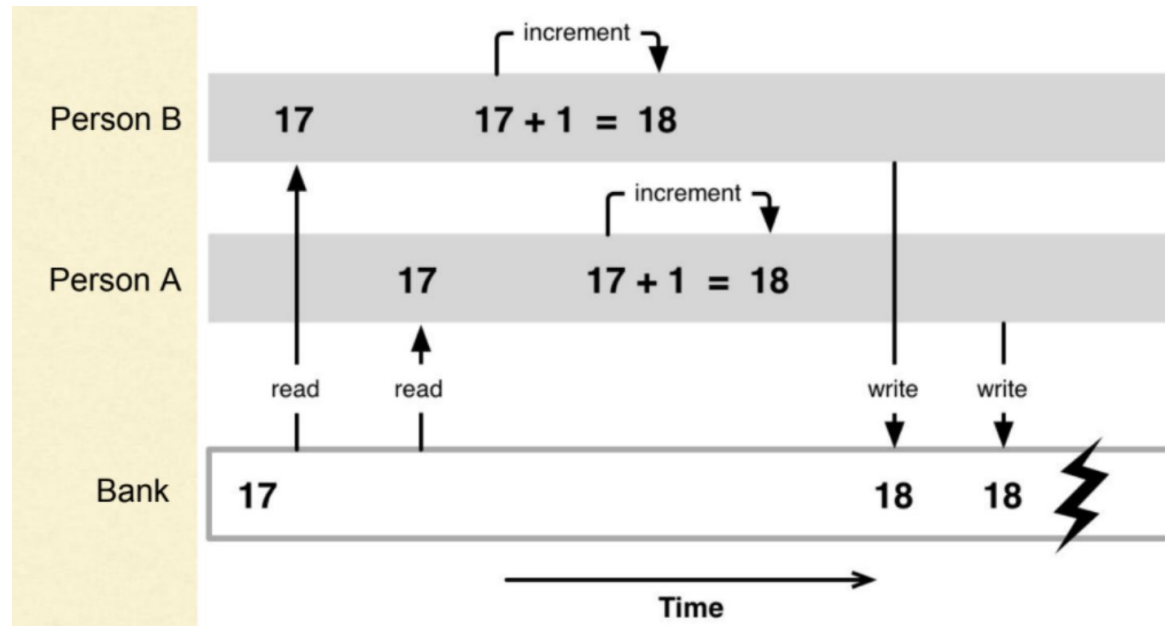 increment
Person B 17 17 + 1 = 18
increment
Person A 17 17 + 1 = 18
read read write write
Bank 17 18 18
Time